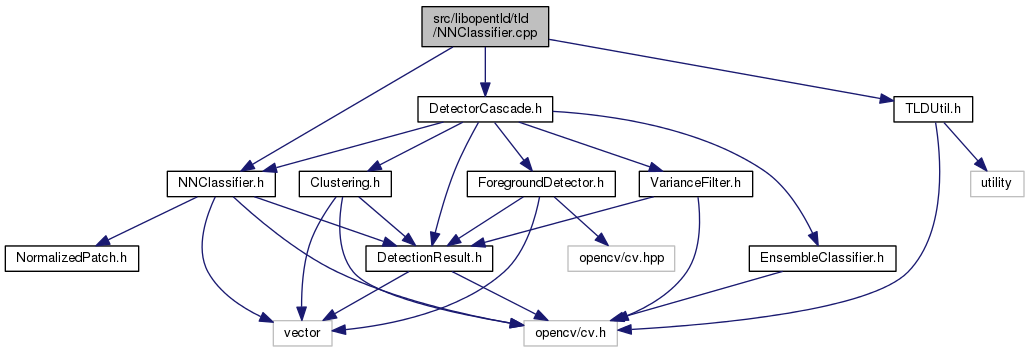 src/libopentld/tld
/NNClassifier.cpp
DetectorCascade.h
TLDUtil.h
NNClassifier.h
Clustering.h
ForegroundDetector.h
VarianceFilter.h
utility
NormalizedPatch.h
DetectionResult.h
opencv/cv.hpp
EnsembleClassifier.h
vector
opencv/cv.h